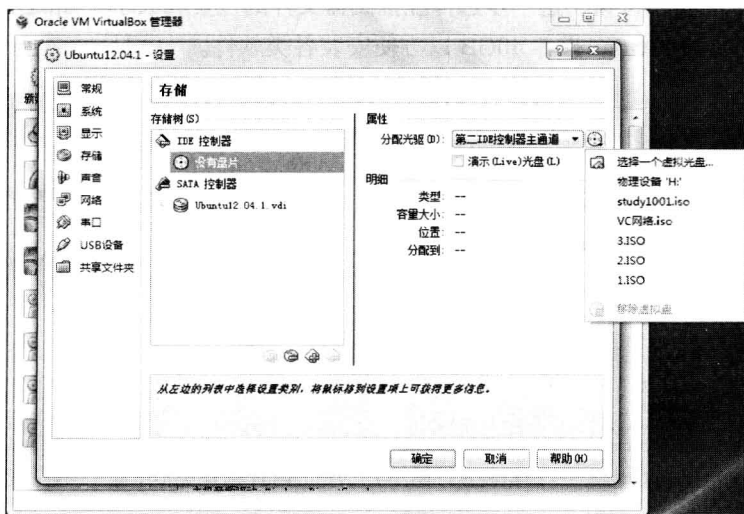 Oracle VM VirtualBox 管理器
Ubuntu12.04.1 - 设置
常规
系统
显示
存储
声音
网络
串口
USB设备
共享文件夹
存储
存储树(S)
IDE 控制器
没有盘片
SATA 控制器
Ubuntu12.04.1.vdi
属性
分配光驱(D): 第二IDE控制器主通道
演示(Live)光盘(L)
明细
类型: --
容量大小: --
位置: --
分配到: --
选择一个虚拟光盘...
物理设备 'H:'
study1001.iso
VC网络.iso
3.ISO
2.ISO
1.ISO
移除虚拟盘
从左边的列表中选择设置类别，将鼠标移到设置项上可获得更多信息。
确定
取消
帮助(H)